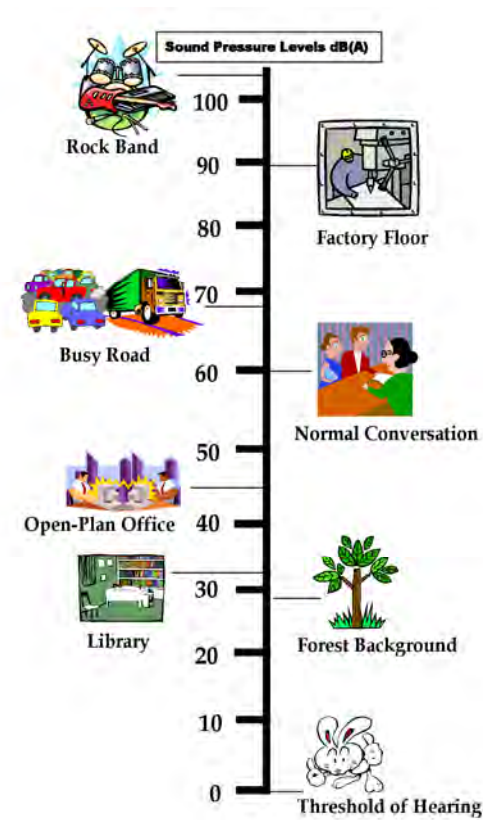 Sound Pressure Levels dB(A)
100
Rock Band
90
80
Factory Floor
70
Busy Road
60
Normal Conversation
50
Open-Plan Office
40
30
Library
Forest Background
20
10
0
Threshold of Hearing